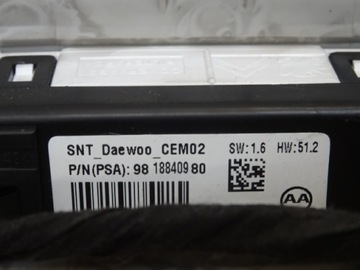 SNT_Daewoo_CEM02 SW:1.6 HW:51.2
P/N(PSA): 98 188409 80
AA